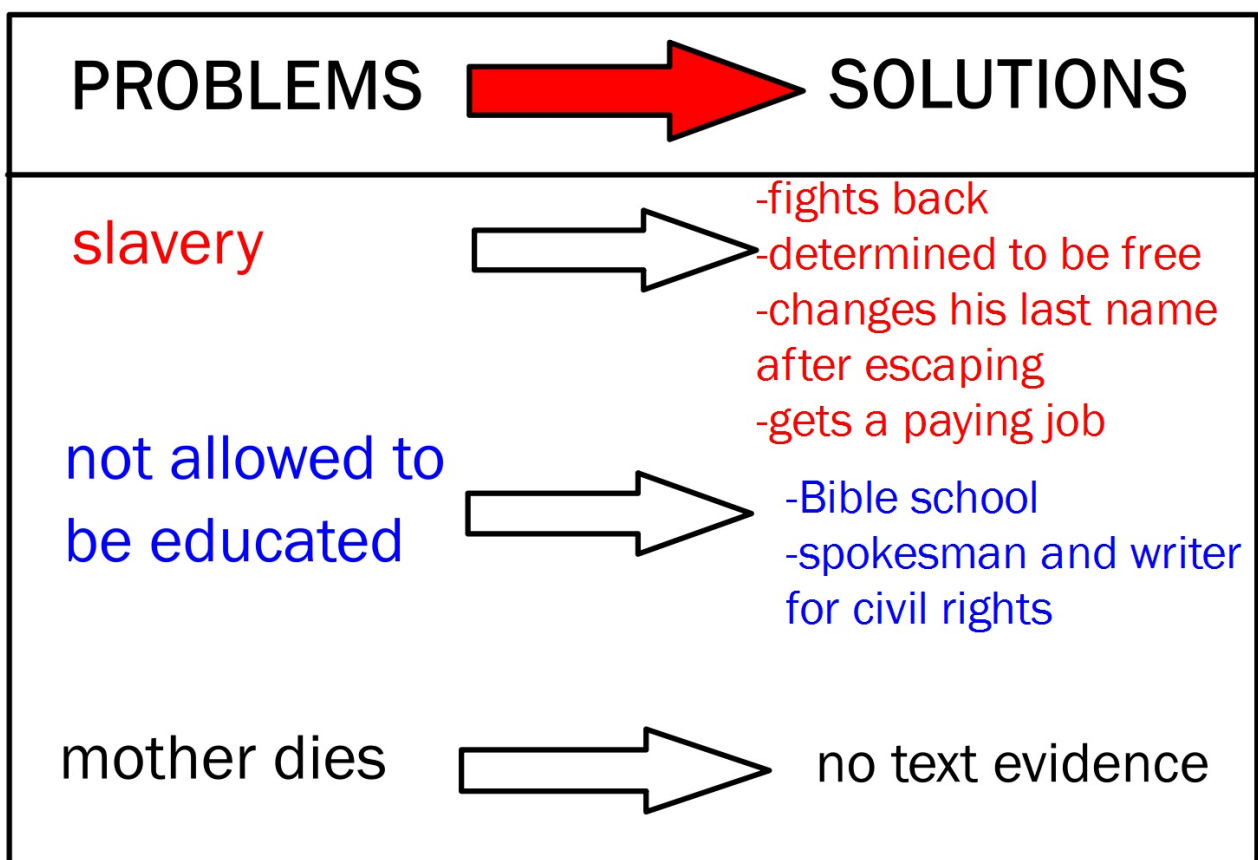 PROBLEMS SOLUTIONS
slavery
-fights back
-determined to be free
-changes his last name
after escaping
-gets a paying job
not allowed to
be educated
-Bible school
-spokesman and writer
for civil rights
mother dies
no text evidence